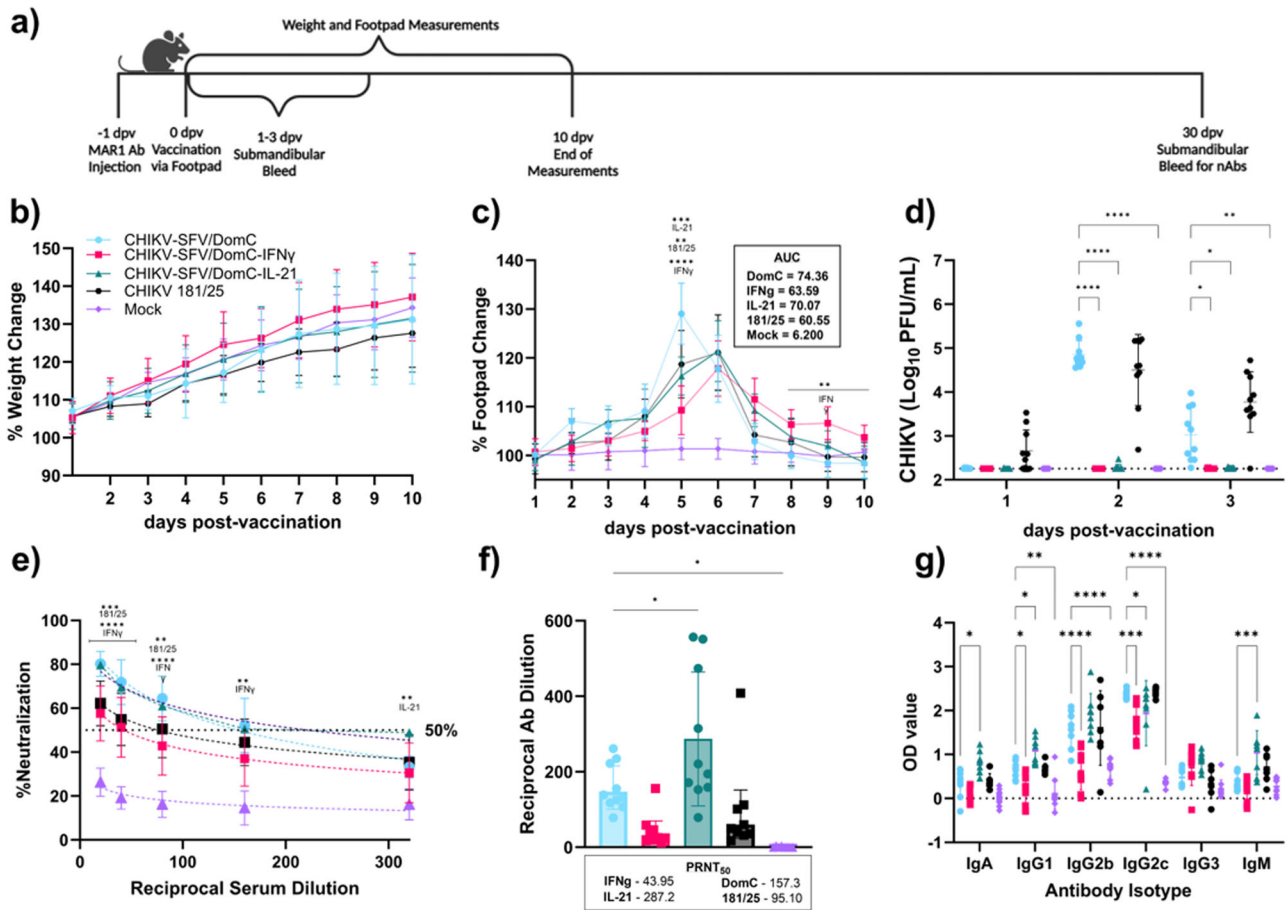 a)
Weight and Footpad Measurements
-1 dpv
MAR1 Ab
Injection
0 dpv
Vaccination
via Footpad
1-3 dpv
Submandibular
Bleed
10 dpv
End of
Measurements
30 dpv
Submandibular
Bleed for nAbs
b)
CHIKV-SFV/DomC
CHIKV-SFV/DomC-IFNγ
CHIKV-SFV/DomC-IL-21
CHIKV 181/25
Mock
% Weight Change
150
140
130
120
110
100
90
2 3 4 5 6 7 8 9 10
days post-vaccination
c)
***
IL-21
**
181/25
****
IFNγ
AUC
DomC = 74.36
IFNg = 63.59
IL-21 = 70.07
181/25 = 60.55
Mock = 6.200
**
IFN
γ
% Footpad Change
140
130
120
110
100
1 2 3 4 5 6 7 8 9 10
days post-vaccination
d)
**** **
**** *
**** *
CHIKV (Log10 PFU/mL)
7
6
5
4
3
2
1 2 3
days post-vaccination
e)
***
181/25
****
IFNγ
**
181/25
****
IFN
γ
**
IFNγ
**
IL-21
50%
%Neutralization
100
80
60
40
20
0
0 100 200 300
Reciprocal Serum Dilution
f)
*
*
Reciprocal Ab Dilution
600
400
200
0
PRNT50
IFNg - 43.95 DomC - 157.3
IL-21 - 287.2 181/25 - 95.10
g)
** ****
* **** *
* * **** *** ***
OD value
4
3
2
1
0
-1
IgA IgG1 IgG2b IgG2c IgG3 IgM
Antibody Isotype